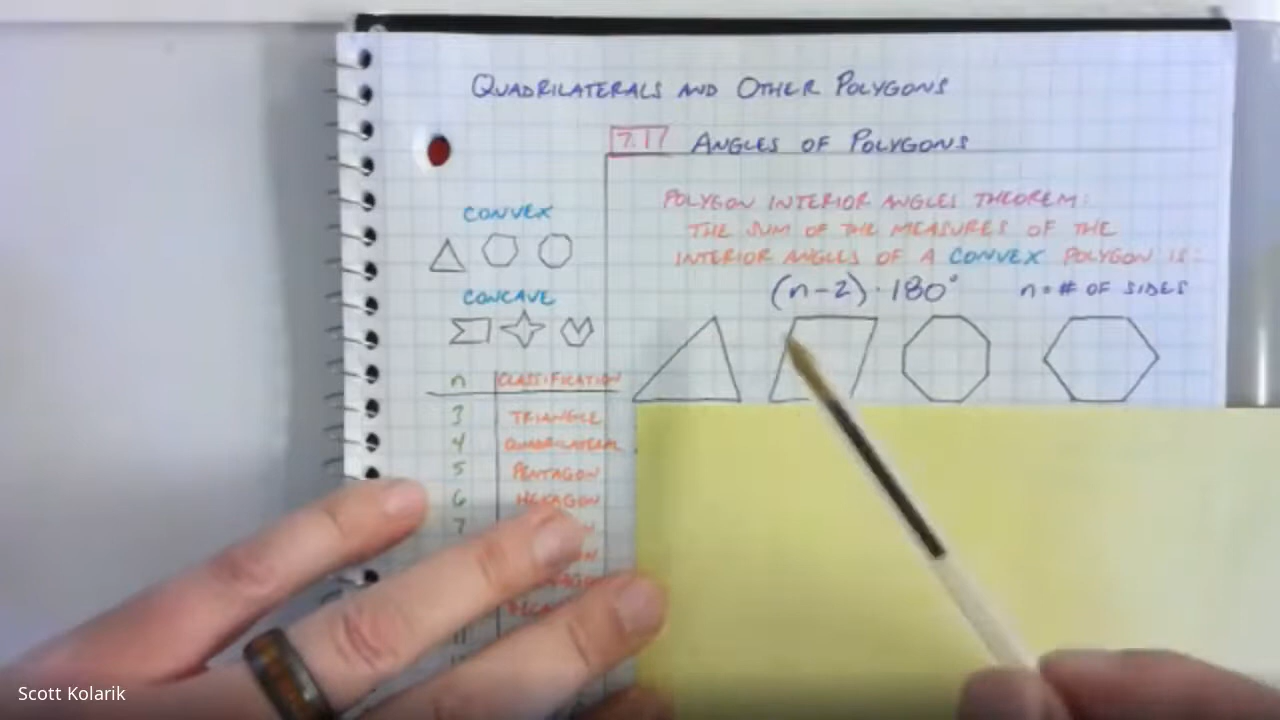 QUADRILATERALS AND OTHER POLYGONS
7.1 ANGLES OF POLYGONS
CONVEX
CONCAVE
n CLASSIFICATION
3 TRIANGLE
4 QUADRILATERAL
5 PENTAGON
6 HEXAGON
7
POLYGON INTERIOR ANGLES THEOREM:
THE SUM OF THE MEASURES OF THE
INTERIOR ANGLES OF A CONVEX POLYGON IS:
(n-2)·180° n = # OF SIDES
Scott Kolarik